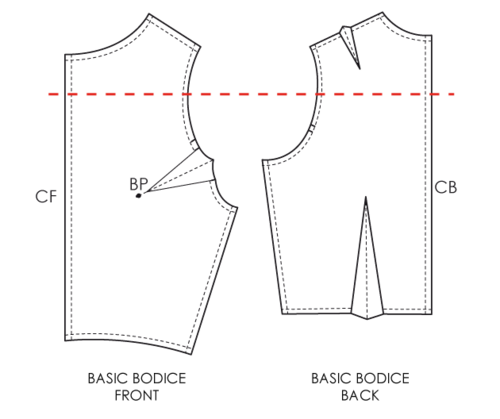 BP
CF
CB
BASIC BODICE
FRONT
BASIC BODICE
BACK